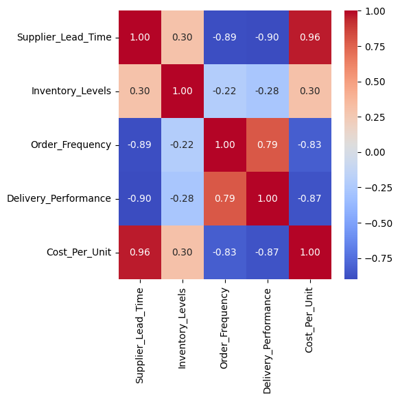 Supplier_Lead_Time 1.00 0.30 -0.89 -0.90 0.96
Inventory_Levels 0.30 1.00 -0.22 -0.28 0.30
Order_Frequency -0.89 -0.22 1.00 0.79 -0.83
Delivery_Performance -0.90 -0.28 0.79 1.00 -0.87
Cost_Per_Unit 0.96 0.30 -0.83 -0.87 1.00
Supplier_Lead_Time
Inventory_Levels
Order_Frequency
Delivery_Performance
Cost_Per_Unit
1.00
0.75
0.50
0.25
0.00
-0.25
-0.50
-0.75